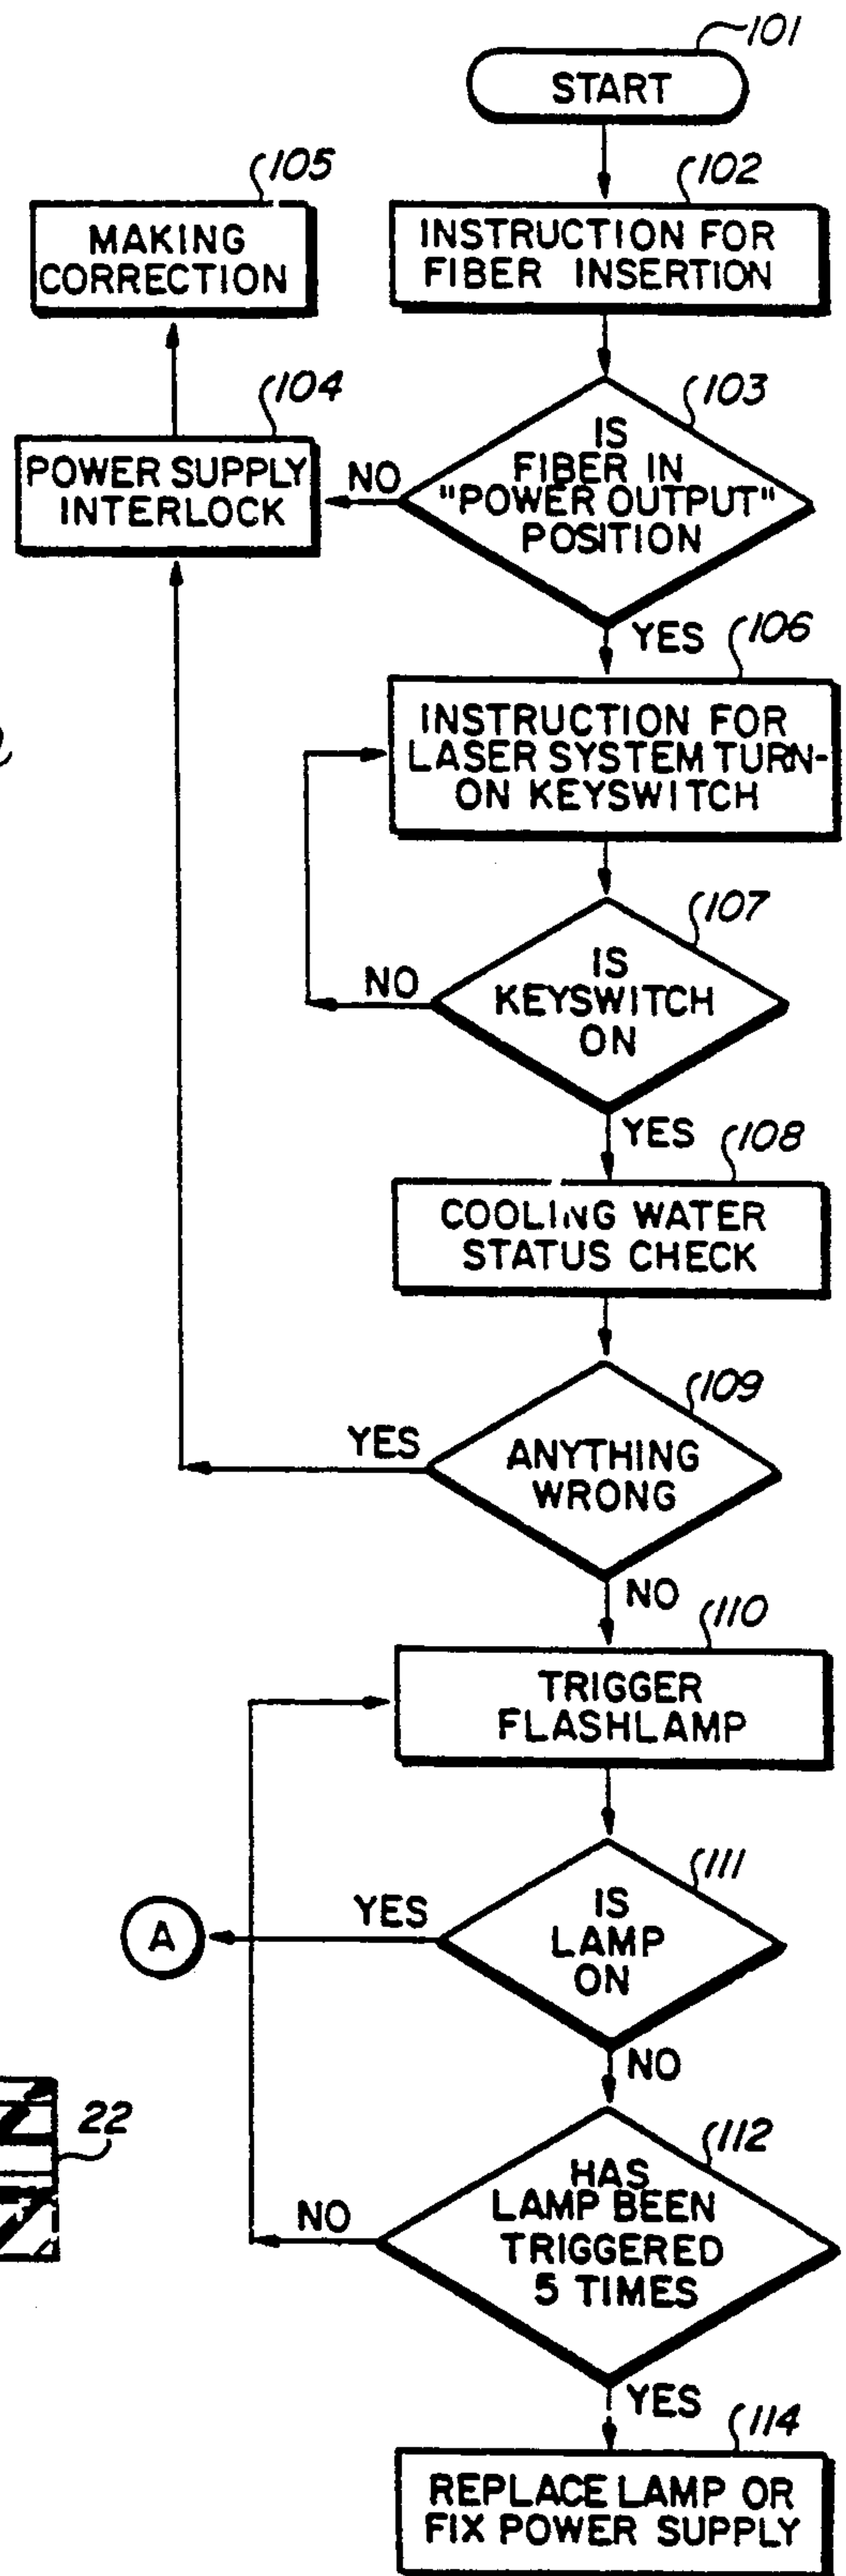 101
START
105
MAKING
CORRECTION
102
INSTRUCTION FOR
FIBER INSERTION
104
POWER SUPPLY
INTERLOCK
NO
103
IS
FIBER IN
"POWER OUTPUT"
POSITION
YES
106
INSTRUCTION FOR
LASER SYSTEM TURN-
ON KEYSWITCH
107
NO
IS
KEYSWITCH
ON
YES
108
COOLING WATER
STATUS CHECK
109
YES
ANYTHING
WRONG
NO
110
TRIGGER
FLASHLAMP
111
A
YES
IS
LAMP
ON
NO
22
112
NO
HAS
LAMP BEEN
TRIGGERED
5 TIMES
YES
114
REPLACE LAMP OR
FIX POWER SUPPLY